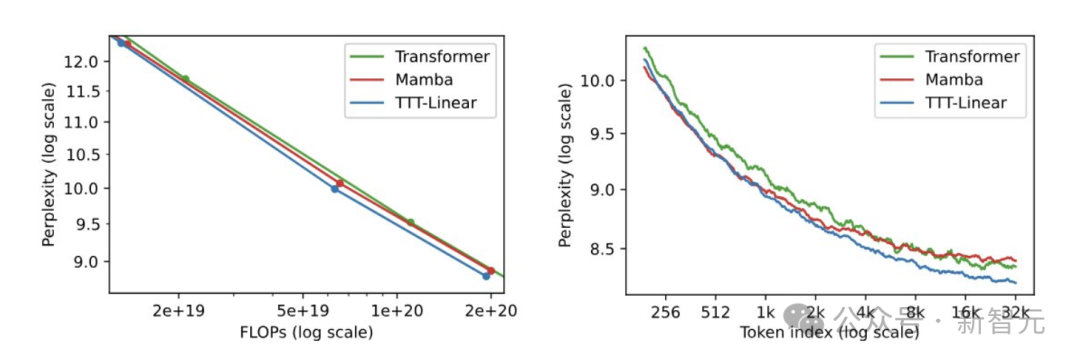 Perplexity (log scale)
12.0
11.5
11.0
10.5
10.0
9.5
9.0
Transformer
Mamba
TTT-Linear
2e+19
5e+19
1e+20
2e+20
FLOPs (log scale)
Perplexity (log scale)
10.0
9.5
9.0
8.5
Transformer
Mamba
TTT-Linear
256
512
1k
2k
4k
8k
16k
32k
Token index (log scale)
公众号 · 新智元